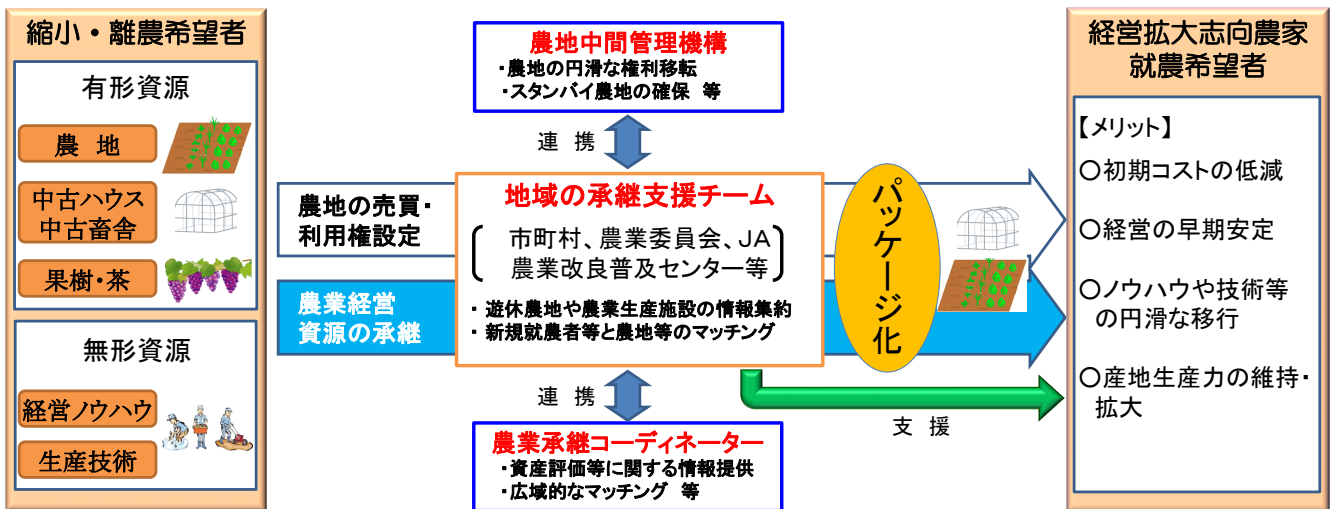 縮小・離農希望者
有形資源
農 地
中古ハウス
中古畜舎
果樹・茶
無形資源
経営ノウハウ
生産技術
農地の売買・
利用権設定
農業経営
資源の承継
農地中間管理機構
・農地の円滑な権利移転
・スタンバイ農地の確保 等
連 携
地域の承継支援チーム
市町村、農業委員会、JA
農業改良普及センター等
・遊休農地や農業生産施設の情報集約
・新規就農者等と農地等のマッチング
連 携
農業承継コーディネーター
・資産評価等に関する情報提供
・広域的なマッチング 等
パッケージ化
支 援
経営拡大志向農家
就農希望者
【メリット】
○初期コストの低減
○経営の早期安定
○ノウハウや技術等
の円滑な移行
○産地生産力の維持・
拡大